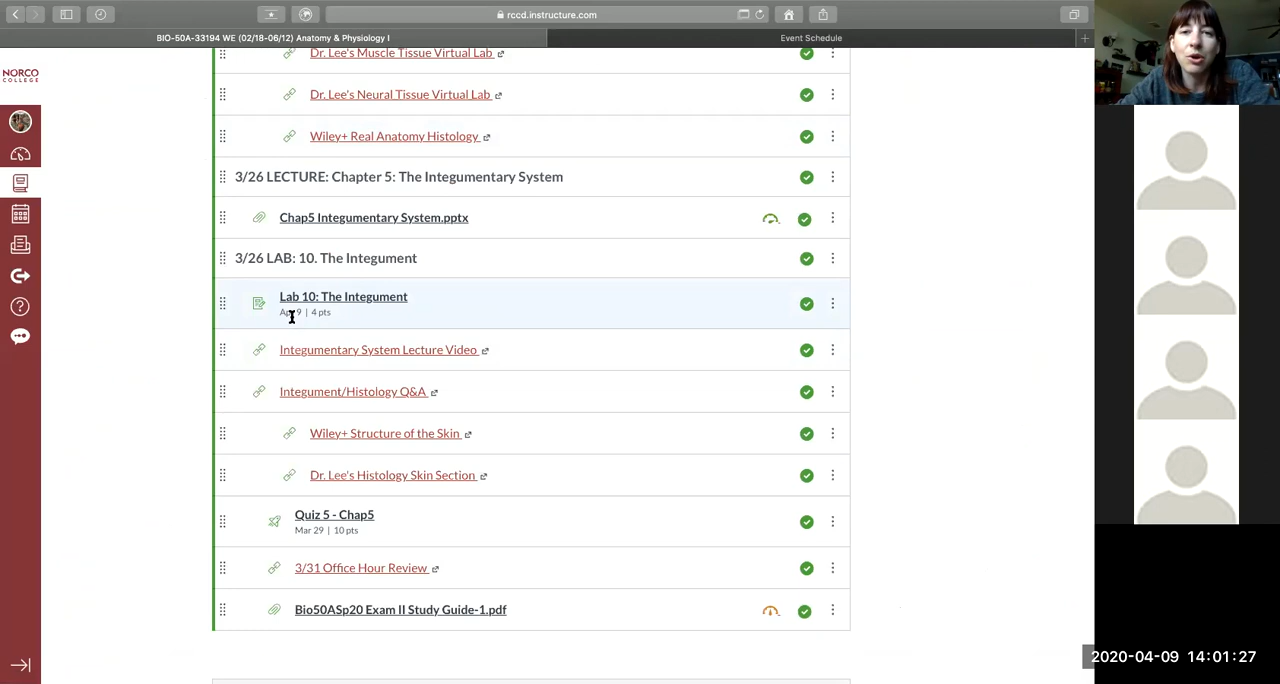 rccd.instructure.com
BIO-50A-33194 WE (02/18-06/12) Anatomy & Physiology I
Event Schedule
NORCO
COLLEGE
Dr. Lee's Muscle Tissue Virtual Lab
Dr. Lee's Neural Tissue Virtual Lab
Wiley+ Real Anatomy Histology
3/26 LECTURE: Chapter 5: The Integumentary System
Chap5 Integumentary System.pptx
3/26 LAB: 10. The Integument
Lab 10: The Integument
Apr 9 | 4 pts
Integumentary System Lecture Video
Integument/Histology Q&A
Wiley+ Structure of the Skin
Dr. Lee's Histology Skin Section
Quiz 5 - Chap5
Mar 29 | 10 pts
3/31 Office Hour Review
Bio50ASp20 Exam II Study Guide-1.pdf
2020-04-09 14:01:27